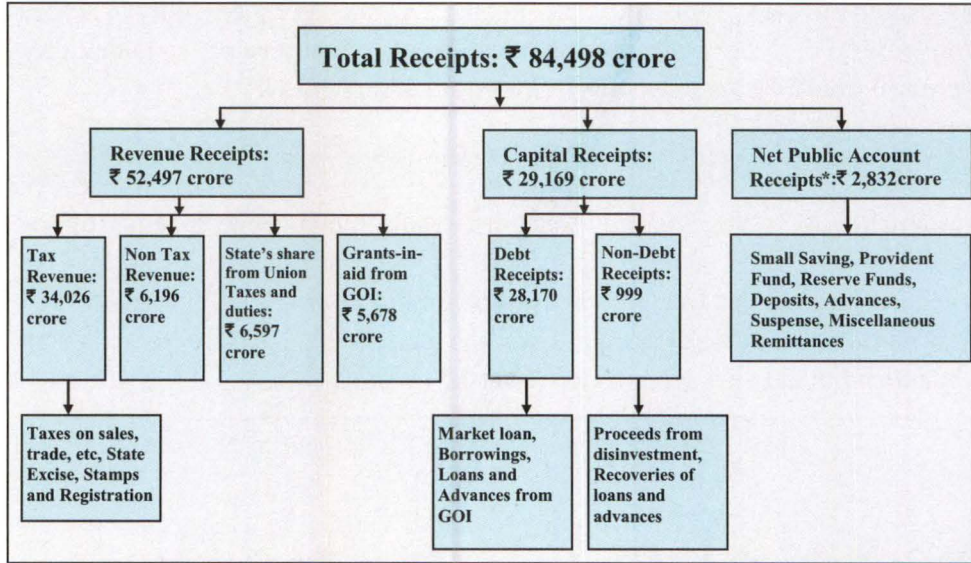 Total Receipts: ₹ 84,498 crore
Revenue Receipts:
₹ 52,497 crore
Capital Receipts:
₹ 29,169 crore
Net Public Account
Receipts*:₹ 2,832crore
Tax
Revenue:
₹ 34,026
crore
Non Tax
Revenue:
₹ 6,196
crore
State's share
from Union
Taxes and
duties:
₹ 6,597
crore
Grants-in-
aid from
GOI:
₹ 5,678
crore
Debt
Receipts:
₹ 28,170
crore
Non-Debt
Receipts:
₹ 999
crore
Small Saving, Provident
Fund, Reserve Funds,
Deposits, Advances,
Suspense, Miscellaneous
Remittances
Taxes on sales,
trade, etc, State
Excise, Stamps
and Registration
Market loan,
Borrowings,
Loans and
Advances from
GOI
Proceeds from
disinvestment,
Recoveries of
loans and
advances